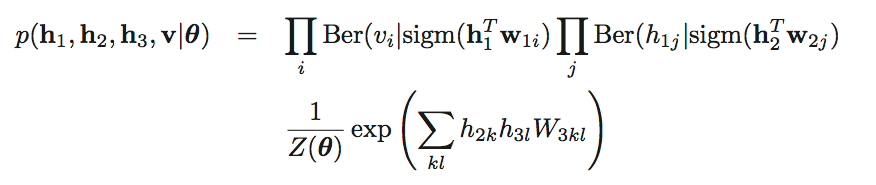 p(h₁, h₂, h₃, v|θ) = ∏ᵢ Ber(vᵢ|sigm(h₁ᵀw₁ᵢ) ∏ⱼ Ber(h₁ⱼ|sigm(h₂ᵀw₂ⱼ)
1/Z(θ) exp(∑ₖₗ h₂ₖh₃ₗW₃ₖₗ)